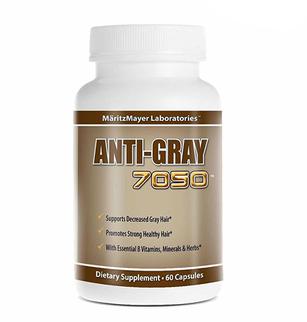 MäritzMayer Laboratories™
ANTI-GRAY
7050™
Supports Decreased Gray Hair*
Promotes Strong Healthy Hair*
With Essential B Vitamins, Minerals & Herbs*
Dietary Supplement • 60 Capsules